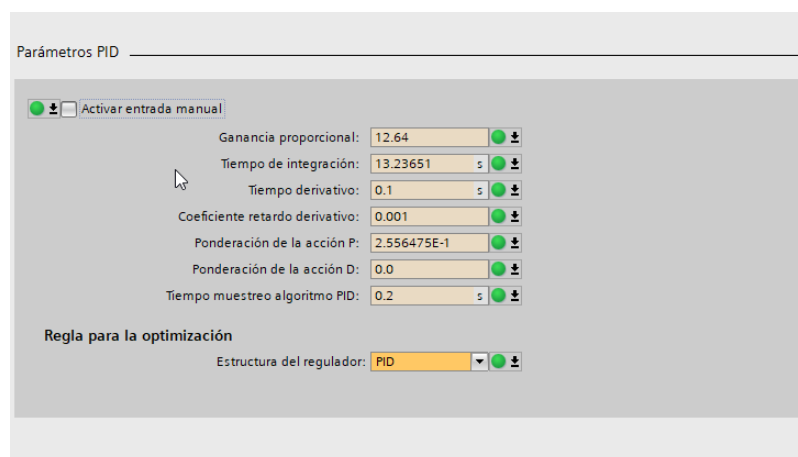 Parámetros PID
Activar entrada manual
Ganancia proporcional: 12.64
Tiempo de integración: 13.23651 s
Tiempo derivativo: 0.1 s
Coeficiente retardo derivativo: 0.001
Ponderación de la acción P: 2.556475E-1
Ponderación de la acción D: 0.0
Tiempo muestreo algoritmo PID: 0.2 s
Regla para la optimización
Estructura del regulador: PID